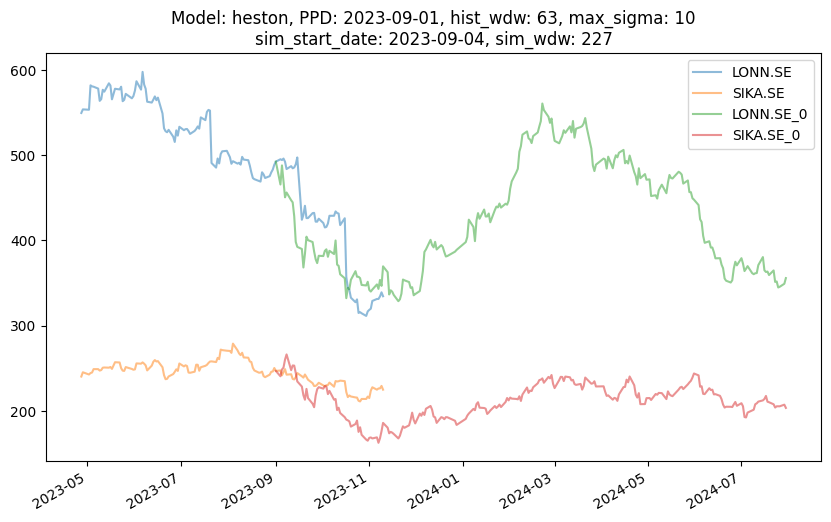 Model: heston, PPD: 2023-09-01, hist_wdw: 63, max_sigma: 10
sim_start_date: 2023-09-04, sim_wdw: 227
LONN.SE
SIKA.SE
LONN.SE_0
SIKA.SE_0
600
500
400
300
200
2023-05
2023-07
2023-09
2023-11
2024-01
2024-03
2024-05
2024-07